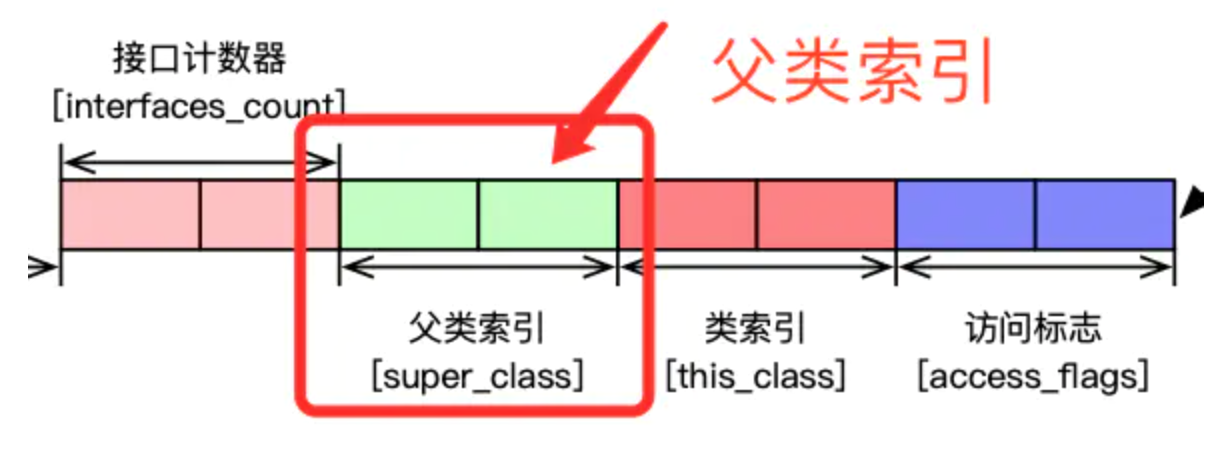 接口计数器
[interfaces_count]
父类索引
父类索引
[super_class]
类索引
[this_class]
访问标志
[access_flags]